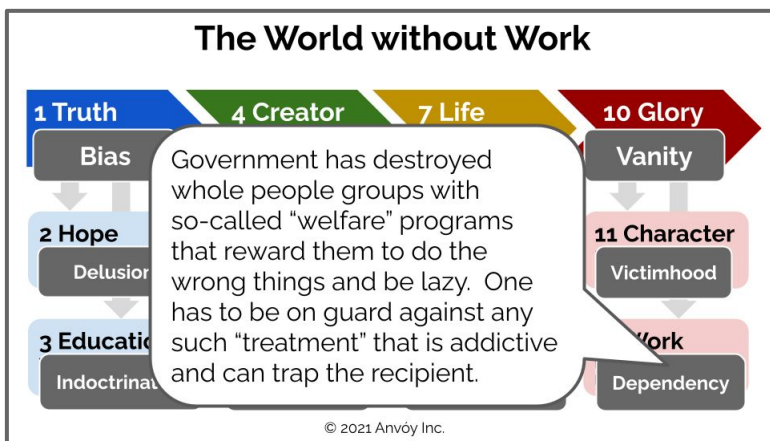 The World without Work
1 Truth
4 Creator
7 Life
10 Glory
Bias
Vanity
Government has destroyed
whole people groups with
so-called “welfare” programs
that reward them to do the
wrong things and be lazy.  One
has to be on guard against any
such “treatment” that is addictive
and can trap the recipient.
2 Hope
Delusion
11 Character
Victimhood
3
Work
Dependency
© 2021 Anvóy Inc.